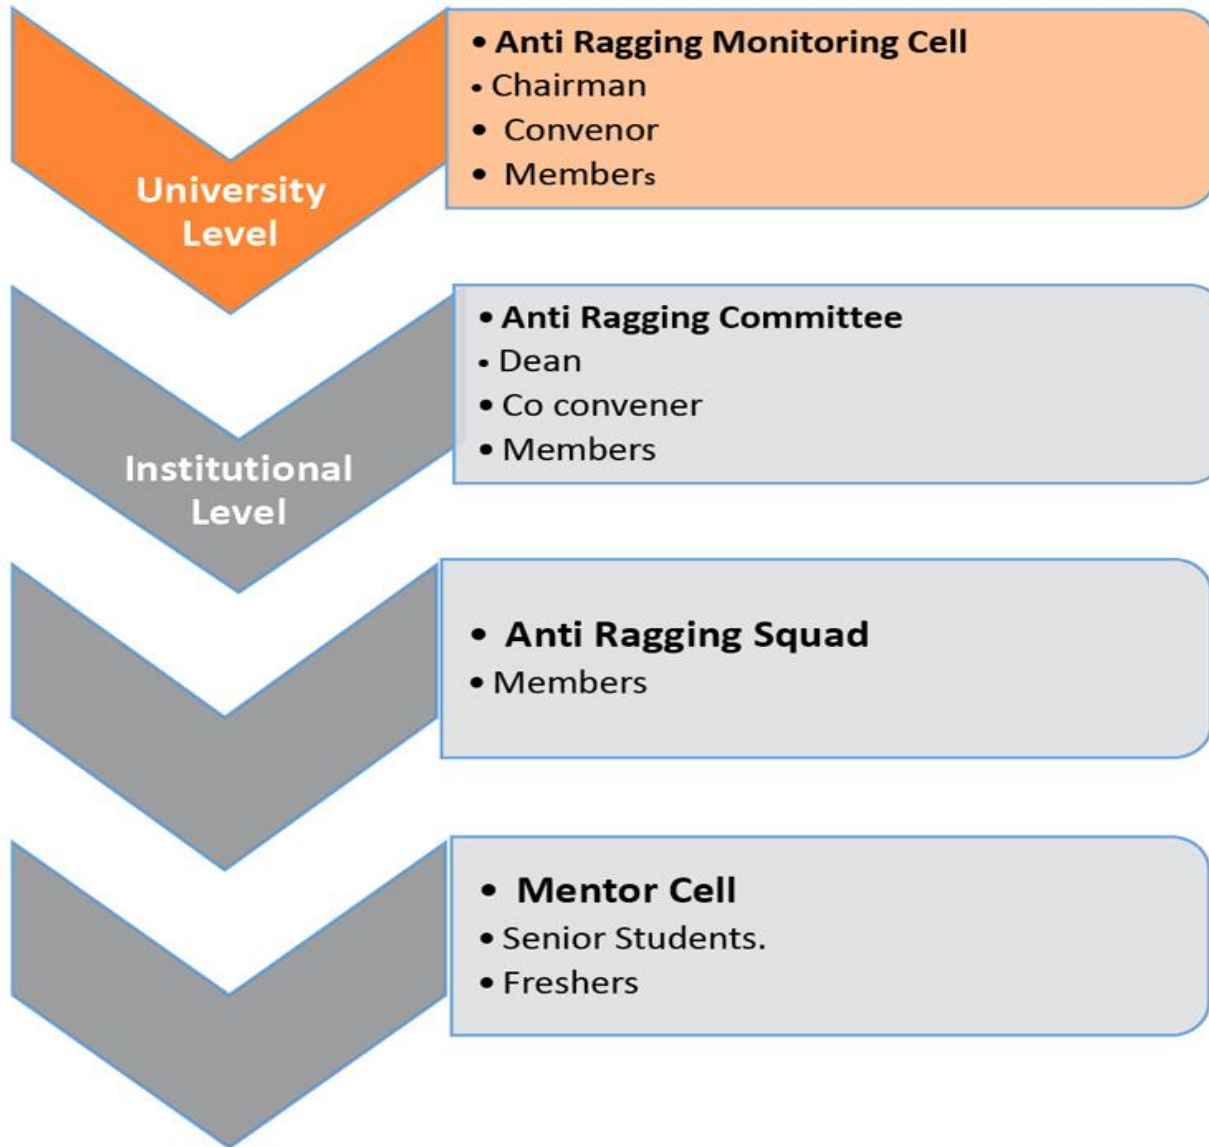 • Anti Ragging Monitoring Cell
• Chairman
• Convenor
• Members
University
Level
• Anti Ragging Committee
• Dean
• Co convener
• Members
Institutional
Level
• Anti Ragging Squad
• Members
• Mentor Cell
• Senior Students.
• Freshers